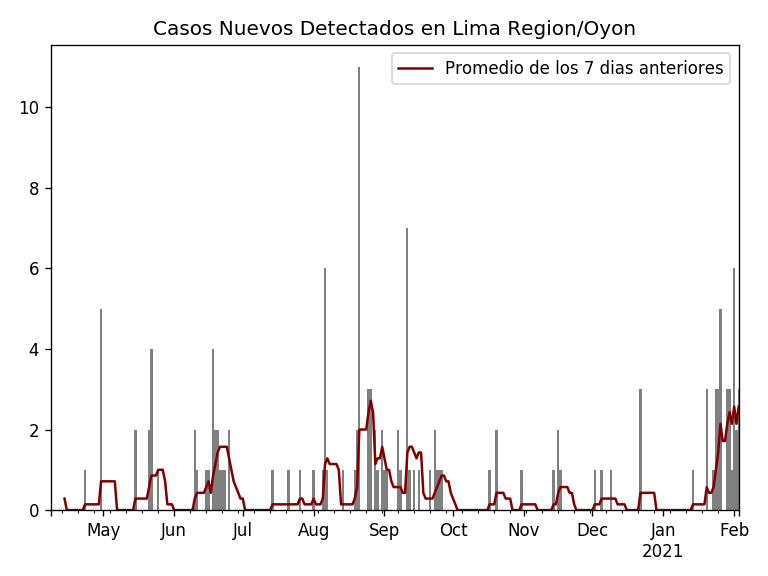 Casos Nuevos Detectados en Lima Region/Oyon
Promedio de los 7 dias anteriores
10
8
6
4
2
0
May Jun Jul Aug Sep Oct Nov Dec Jan Feb
2021